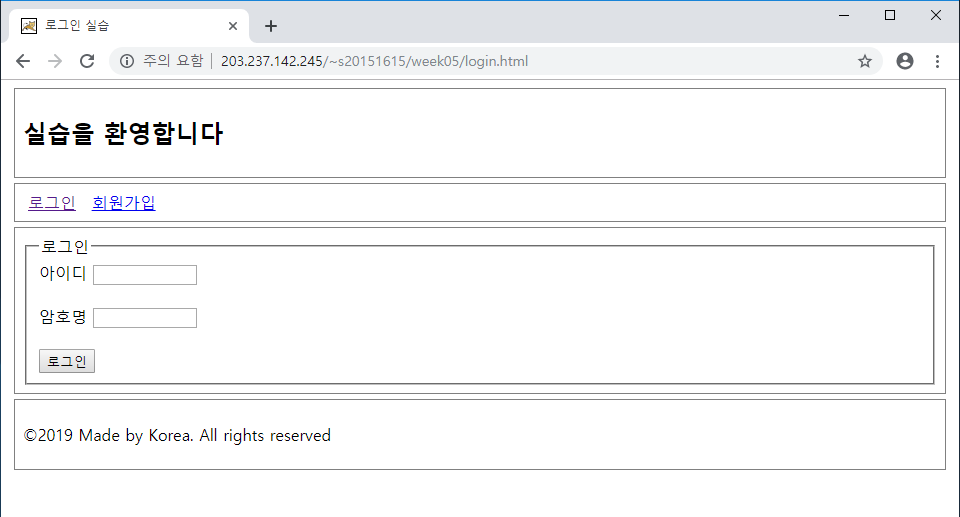 로그인 실습
주의 요함 | 203.237.142.245/~s20151615/week05/login.html
실습을 환영합니다
로그인 회원가입
로그인
아이디
암호명
로그인
©2019 Made by Korea. All rights reserved